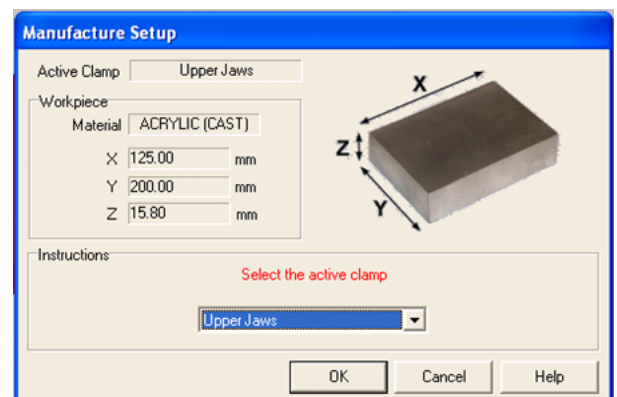 Manufacture Setup
Active Clamp Upper Jaws
Workpiece
Material ACRYLIC (CAST)
X 125.00 mm
Y 200.00 mm
Z 15.80 mm
X
Z
Y
Instructions
Select the active clamp
Upper Jaws
OK Cancel Help